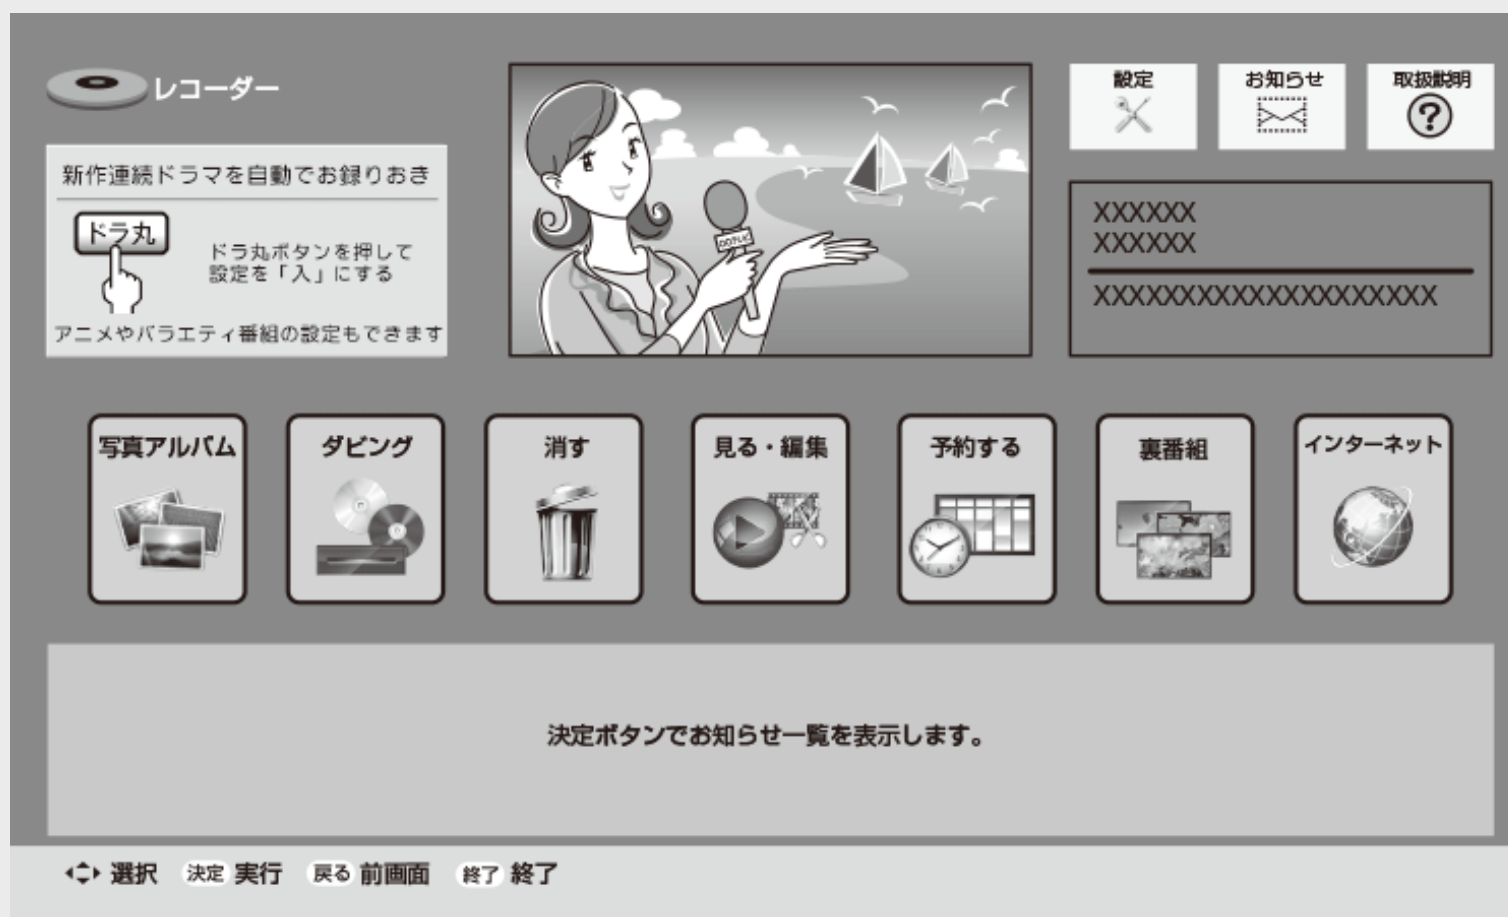 レコーダー
設定
お知らせ
取扱説明
?
新作連続ドラマを自動でお録りおき
ドラ丸
ドラ丸ボタンを押して
設定を「入」にする
アニメやバラエティ番組の設定もできます
XXXXXX
XXXXXX
XXXXXXXXXXXXXXXXXXXX
写真アルバム
ダビング
消す
見る・編集
予約する
裏番組
インターネット
決定ボタンでお知らせ一覧を表示します。
選択 決定 実行 戻る 前画面 終了 終了